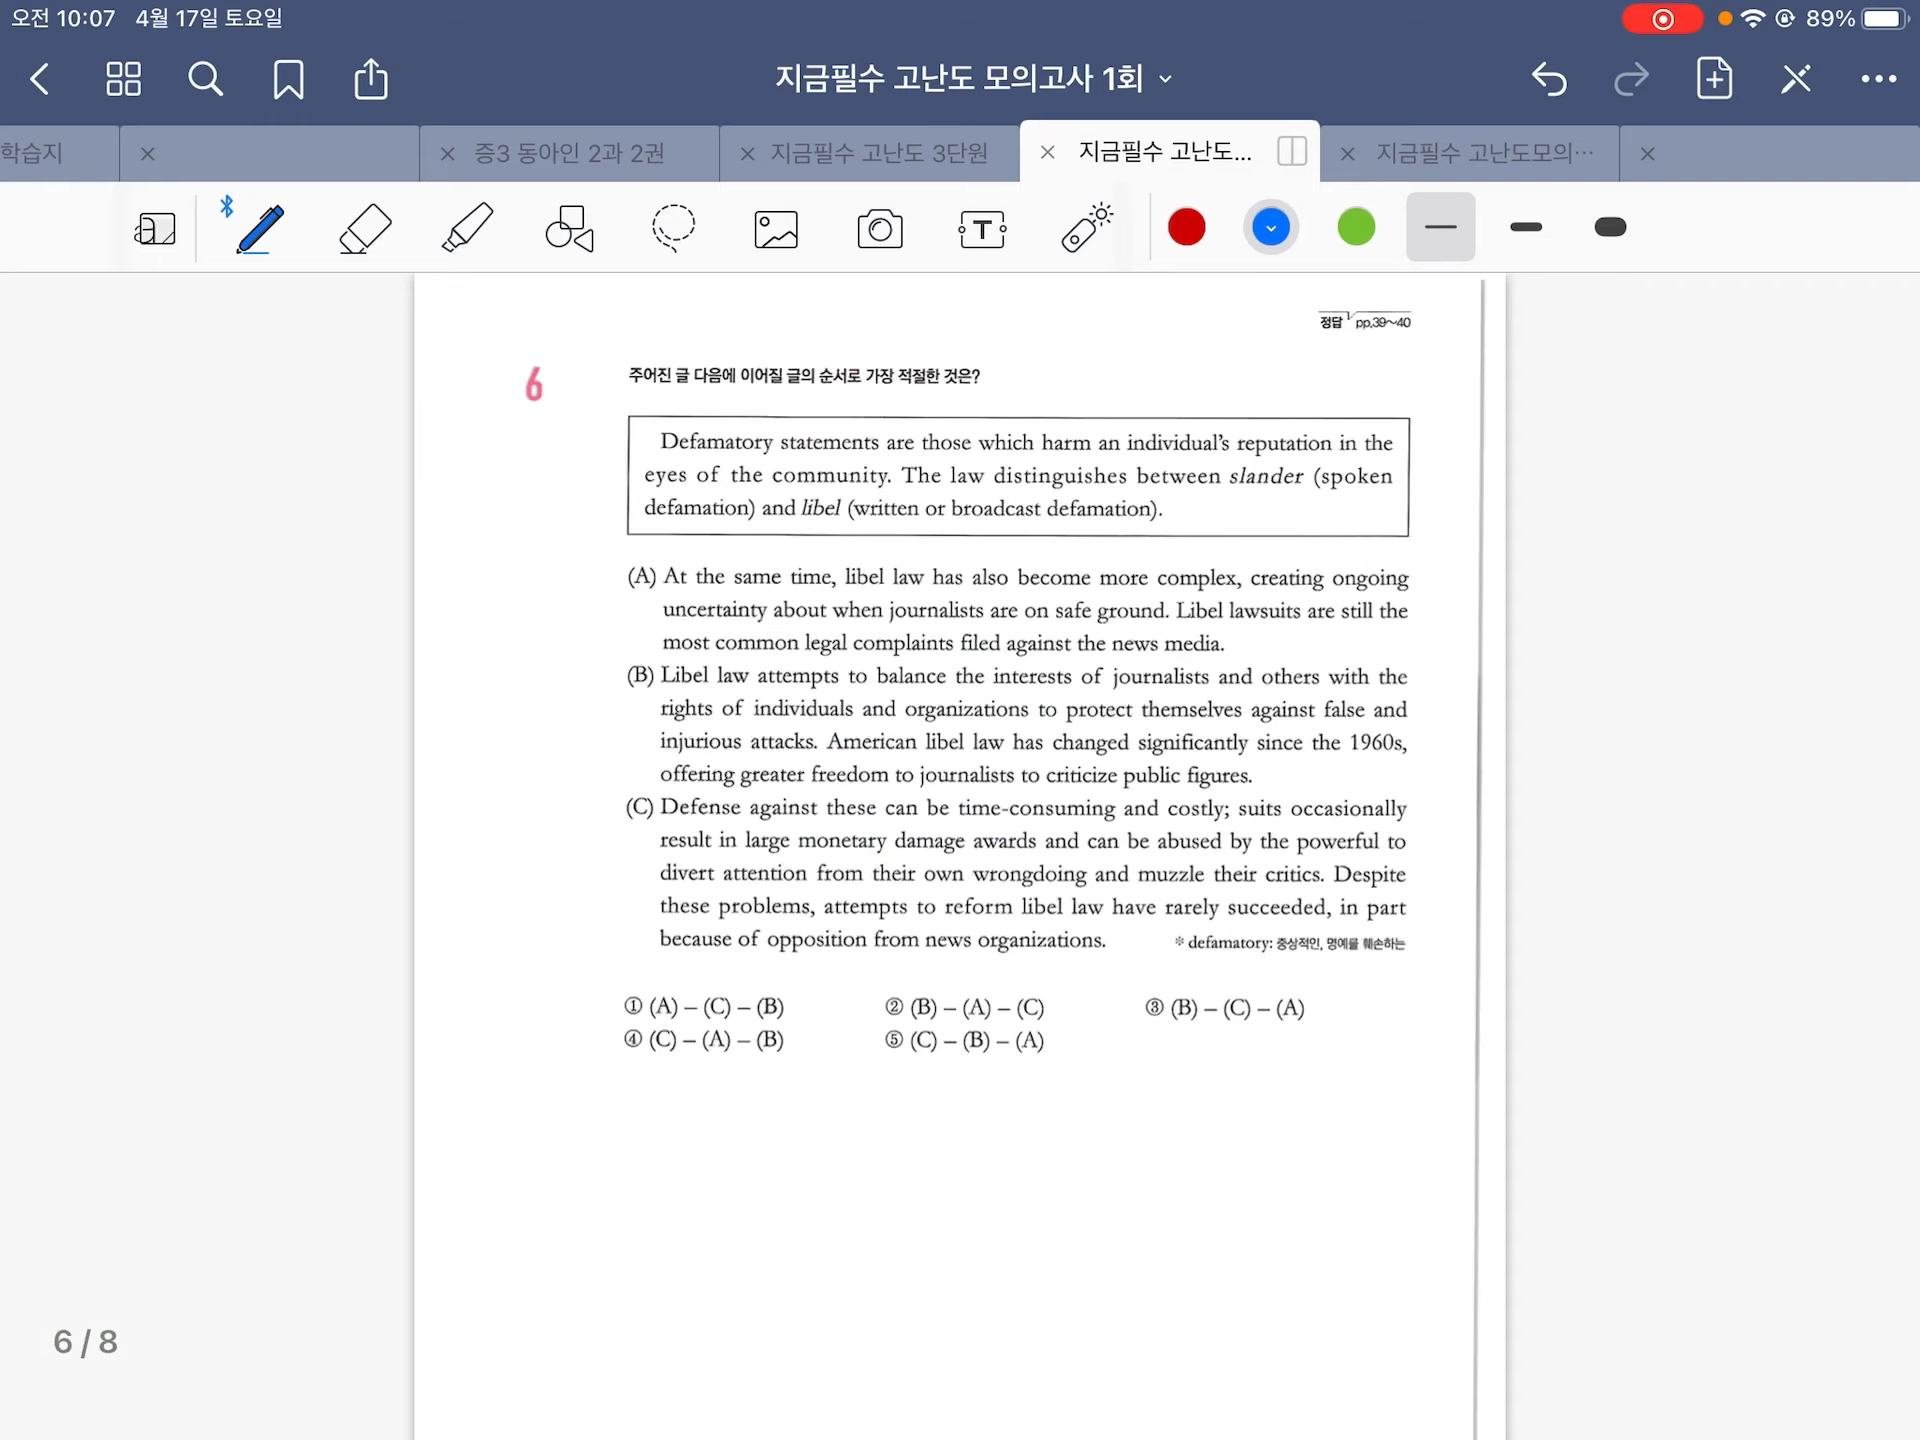 오전 10:07 4월 17일 토요일
89%
지금필수 고난도 모의고사 1회
학습지
중3 동아인 2과 2권
지금필수 고난도 3단원
지금필수 고난도...
지금필수 고난도모의...
정답 pp.39~40
6
주어진 글 다음에 이어질 글의 순서로 가장 적절한 것은?
Defamatory statements are those which harm an individual's reputation in the
eyes of the community. The law distinguishes between slander (spoken
defamation) and libel (written or broadcast defamation).
(A) At the same time, libel law has also become more complex, creating ongoing
uncertainty about when journalists are on safe ground. Libel lawsuits are still the
most common legal complaints filed against the news media.
(B) Libel law attempts to balance the interests of journalists and others with the
rights of individuals and organizations to protect themselves against false and
injurious attacks. American libel law has changed significantly since the 1960s,
offering greater freedom to journalists to criticize public figures.
(C) Defense against these can be time-consuming and costly; suits occasionally
result in large monetary damage awards and can be abused by the powerful to
divert attention from their own wrongdoing and muzzle their critics. Despite
these problems, attempts to reform libel law have rarely succeeded, in part
because of opposition from news organizations. * defamatory: 중상적인, 명예를 훼손하는
① (A) – (C) – (B) ② (B) – (A) – (C) ③ (B) – (C) – (A)
④ (C) – (A) – (B) ⑤ (C) – (B) – (A)
6 / 8